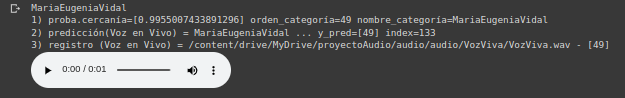 MariaEugeniaVidal
1) proba.cercanía=[0.9955007433891296] orden_categoría=49 nombre_categoría=MariaEugeniaVidal
2) predicción(Voz en Vivo) = MariaEugeniaVidal ... y_pred=[49] index=133
3) registro (Voz en Vivo) = /content/drive/MyDrive/proyectoAudio/audio/audio/VozViva/VozViva.wav - [49]
0:00 / 0:01